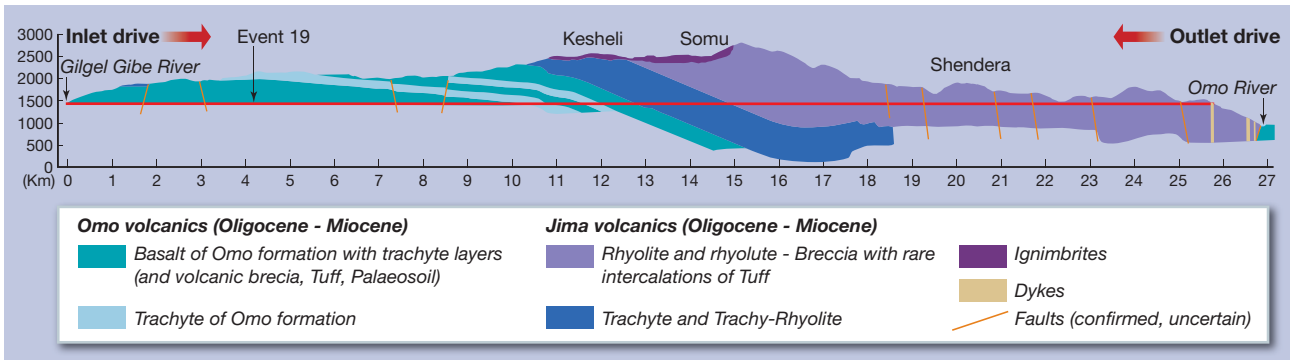 3000
2500
2000
1500
1000
500
0
(Km)
Inlet drive
Event 19
Kesheli
Somu
Outlet drive
Gilgel Gibe River
Shendera
Omo River
0 1 2 3 4 5 6 7 8 9 10 11 12 13 14 15 16 17 18 19 20 21 22 23 24 25 26 27
Omo volcanics (Oligocene - Miocene)
Basalt of Omo formation with trachyte layers
(and volcanic brecia, Tuff, Palaeosoil)
Trachyte of Omo formation
Jima volcanics (Oligocene - Miocene)
Rhyolite and rhyolute - Breccia with rare
intercalations of Tuff
Trachyte and Trachy-Rhyolite
Ignimbrites
Dykes
Faults (confirmed, uncertain)